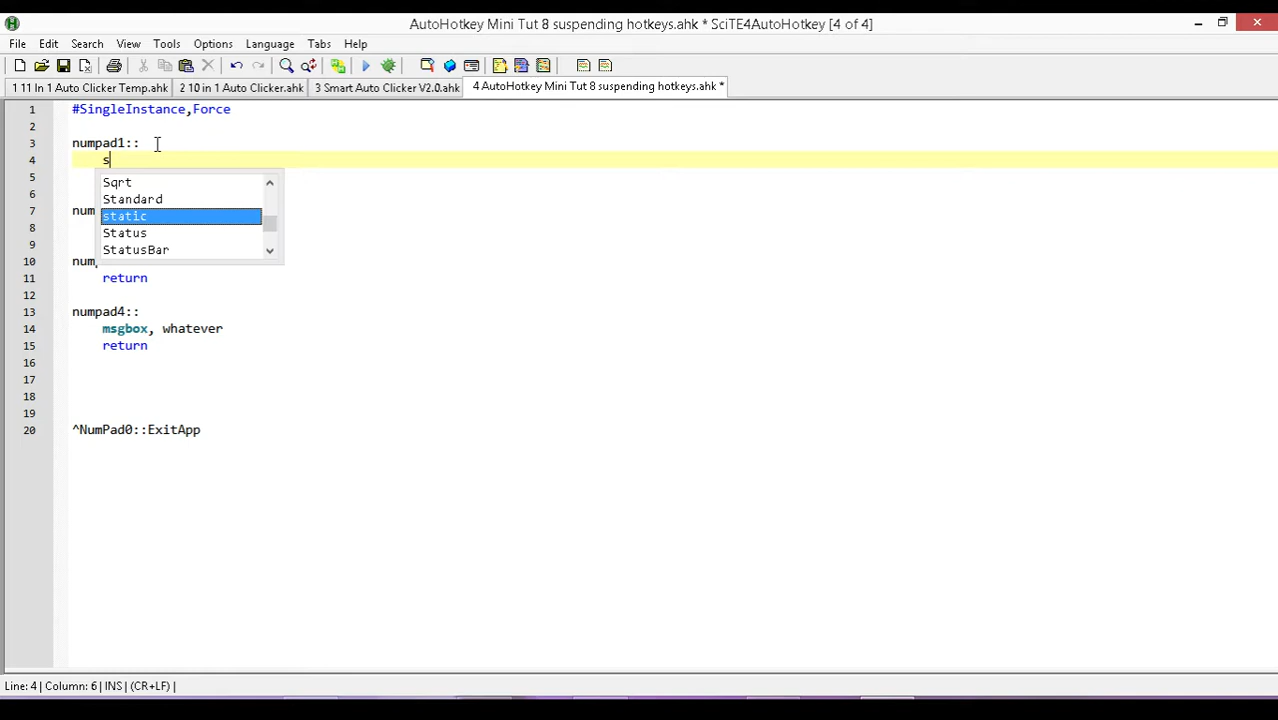 AutoHotkey Mini Tut 8 suspending hotkeys.ahk * SciTE4AutoHotkey [4 of 4]
File Edit Search View Tools Options Language Tabs Help
1 11 In 1 Auto Clicker Temp.ahk 2 10 in 1 Auto Clicker.ahk 3 Smart Auto Clicker V2.0.ahk 4 AutoHotkey Mini Tut 8 suspending hotkeys.ahk *
1 #SingleInstance,Force
2
3 numpad1::
4 s
5 Sqrt
6 Standard
7 num static
8 Status
9 StatusBar
10 num
11 return
12
13 numpad4::
14 msgbox, whatever
15 return
16
17
18
19
20 ^NumPad0::ExitApp
Line: 4 | Column: 6 | INS | (CR+LF) |